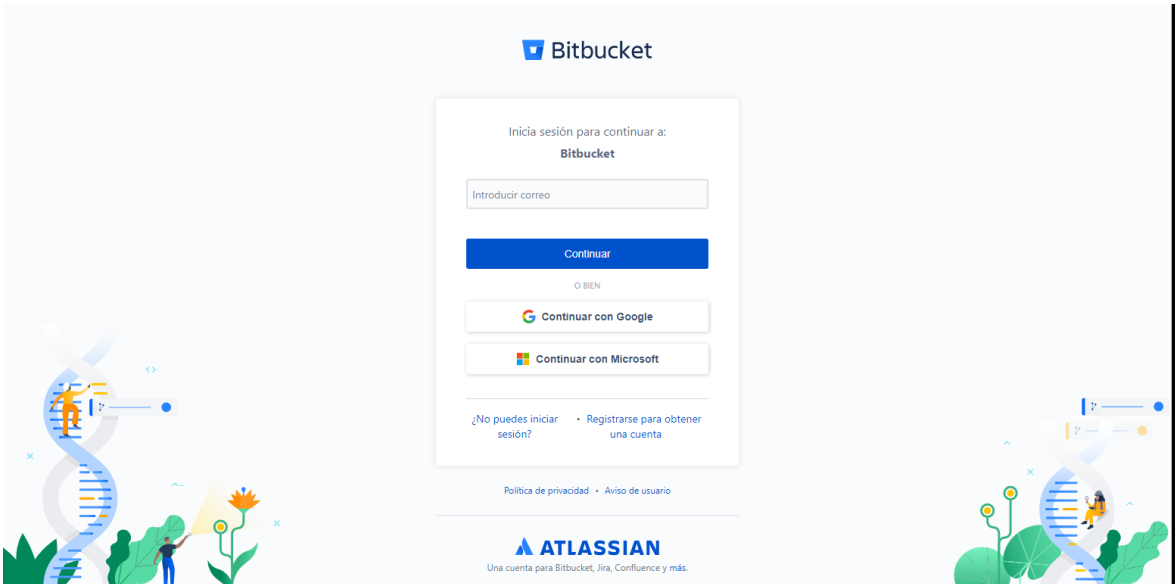 Bitbucket
Inicia sesión para continuar a:
Bitbucket
Introducir correo
Continuar
O BIEN
Continuar con Google
Continuar con Microsoft
¿No puedes iniciar sesión?
• Registrarse para obtener una cuenta
Política de privacidad • Aviso de usuario
ATLASSIAN
Una cuenta para Bitbucket, Jira, Confluence y más.